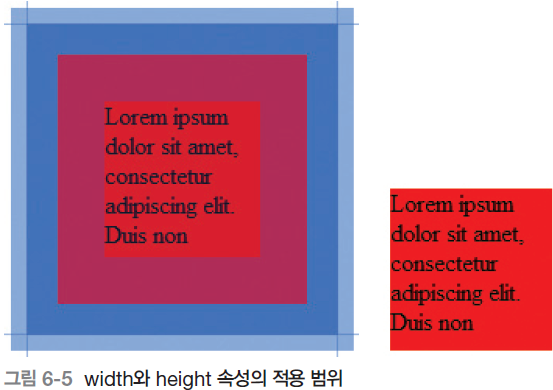 Lorem ipsum
dolor sit amet,
consectetur
adipiscing elit.
Duis non
Lorem ipsum
dolor sit amet,
consectetur
adipiscing elit.
Duis non
그림 6-5 width와 height 속성의 적용 범위